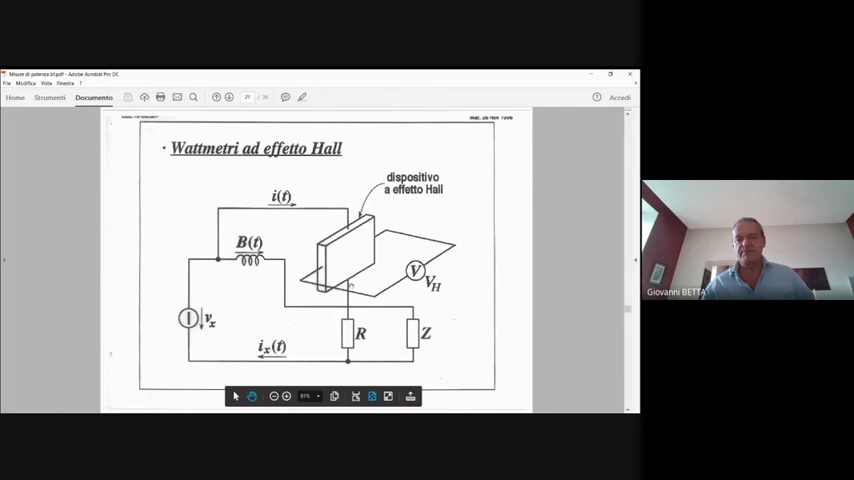 Misure di potenza bf.pdf - Adobe Acrobat Pro DC
File Modifica Vista Finestra ?
Home Strumenti Documento 27 / 38 Accedi
· Wattmetri ad effetto Hall
dispositivo
a effetto Hall
i(t)
B(t)
V
V_H
v_x
R
Z
i_x(t)
81%
Giovanni BETTA